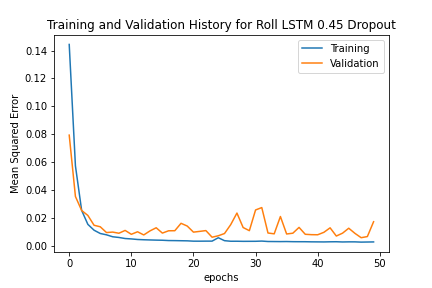 Training and Validation History for Roll LSTM 0.45 Dropout
Training
Validation
0.14
0.12
0.10
0.08
0.06
0.04
0.02
0.00
Mean Squared Error
0 10 20 30 40 50
epochs